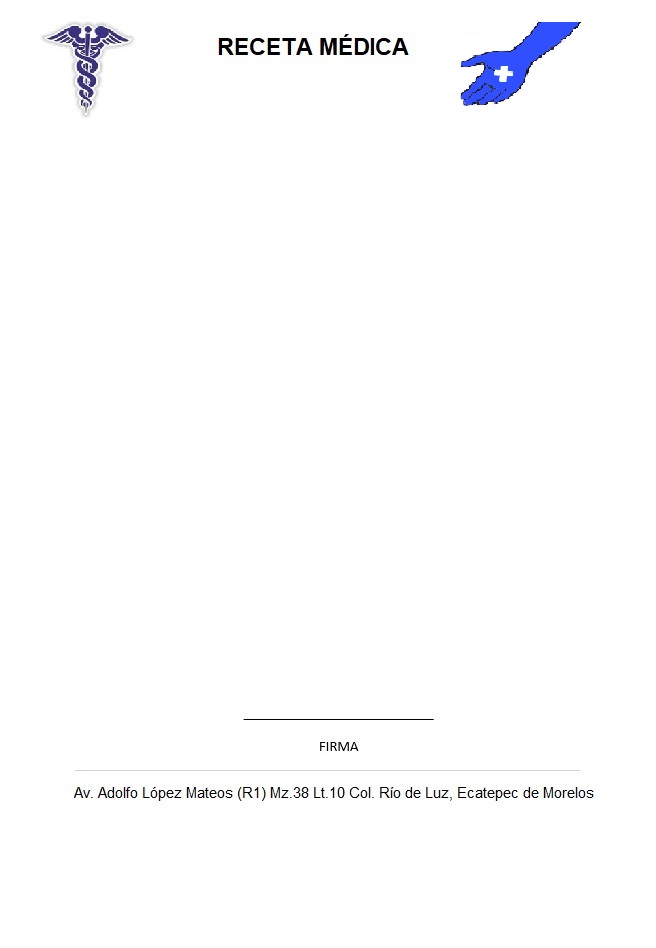 RECETA MÉDICA
FIRMA
Av. Adolfo López Mateos (R1) Mz.38 Lt.10 Col. Río de Luz, Ecatepec de Morelos